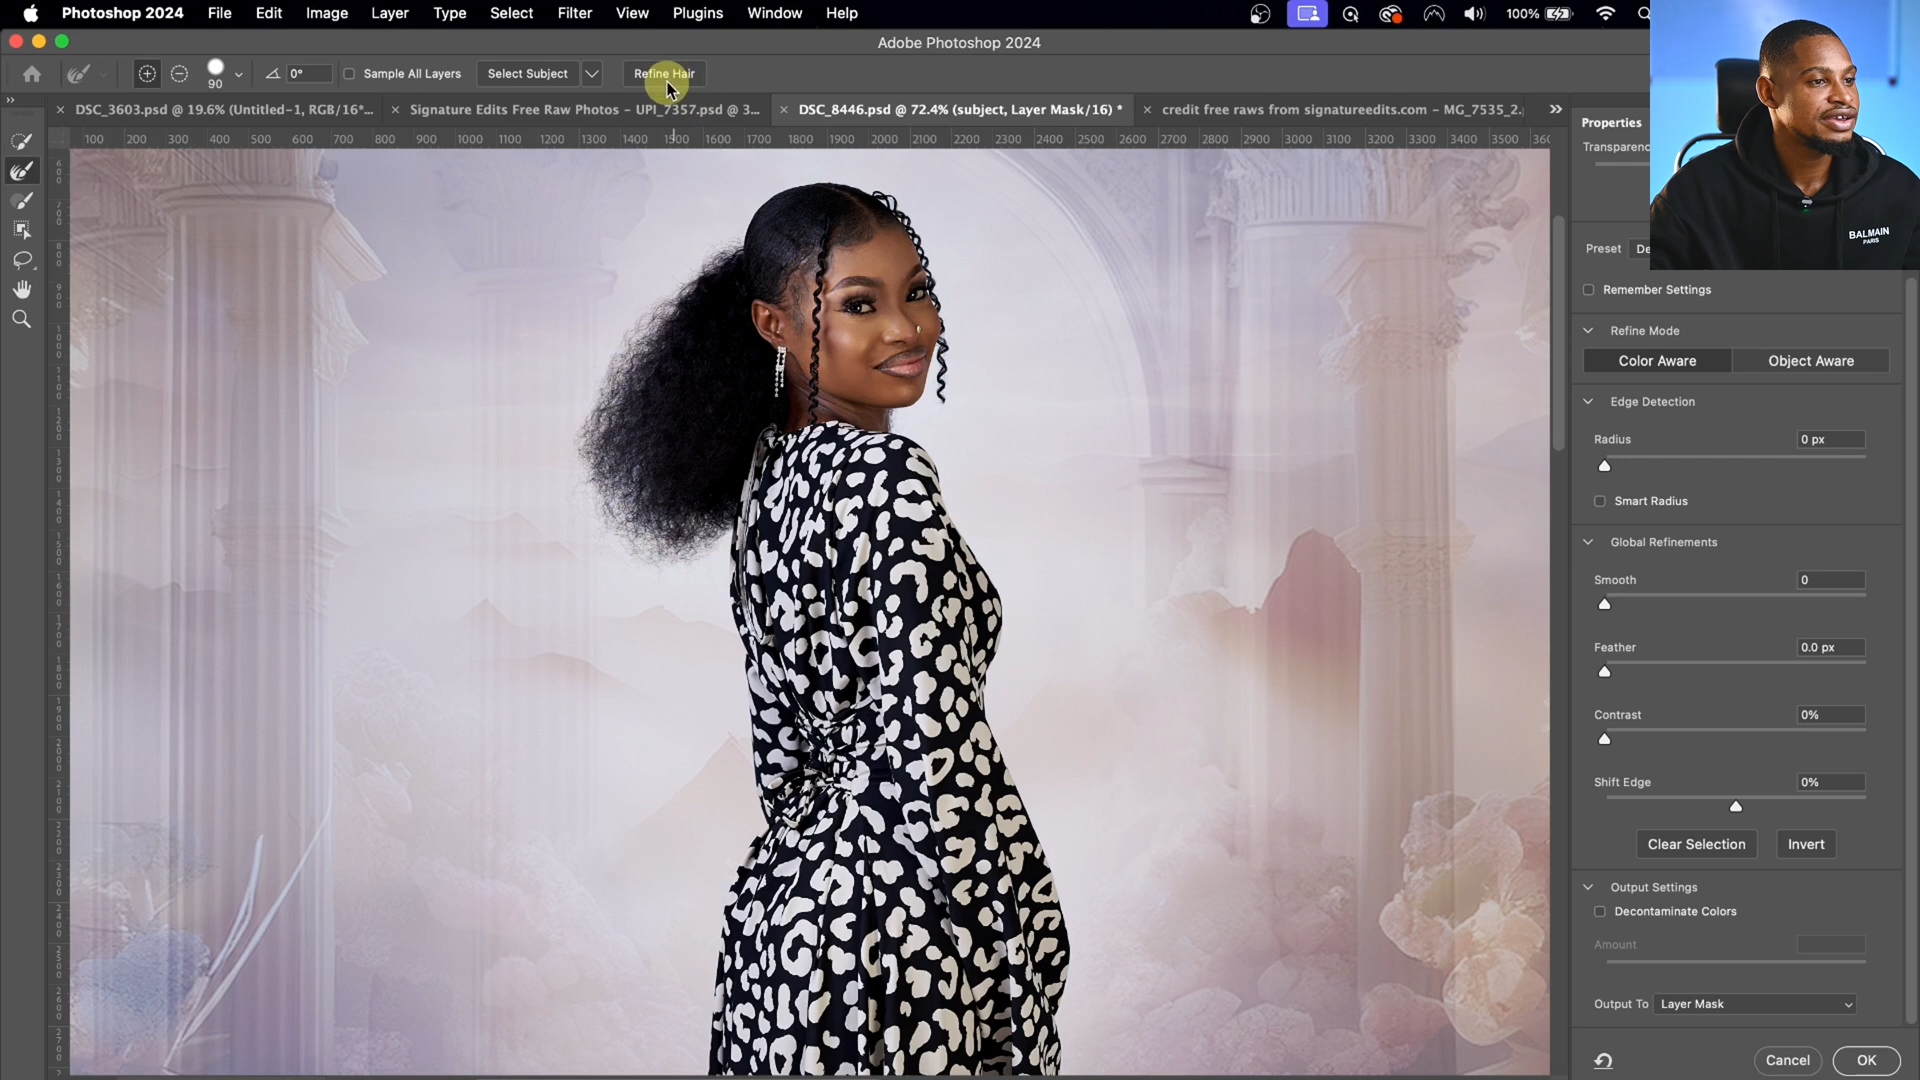 Photoshop 2024 File Edit Image Layer Type Select Filter View Plugins Window Help
100%
Adobe Photoshop 2024
90
0°
Sample All Layers
Select Subject
Refine Hair
DSC_3603.psd @ 19.6% (Untitled-1, RGB/16*...
Signature Edits Free Raw Photos - UPI_7357.psd @ 3...
DSC_8446.psd @ 72.4% (subject, Layer Mask/16) *
credit free raws from signatureedits.com - MG_7535_2.
100 200 300 400 500 600 700 800 900 1000 1100 1200 1300 1400 1500 1600 1700 1800 1900 2000 2100 2200 2300 2400 2500 2600 2700 2800 2900 3000 3100 3200 3300 3400 3500 360
BALMAIN
PARIS
Properties
Transparenc
Preset De
Remember Settings
Refine Mode
Color Aware Object Aware
Edge Detection
Radius 0 px
Smart Radius
Global Refinements
Smooth 0
Feather 0.0 px
Contrast 0%
Shift Edge 0%
Clear Selection Invert
Output Settings
Decontaminate Colors
Amount
Output To Layer Mask
Cancel OK